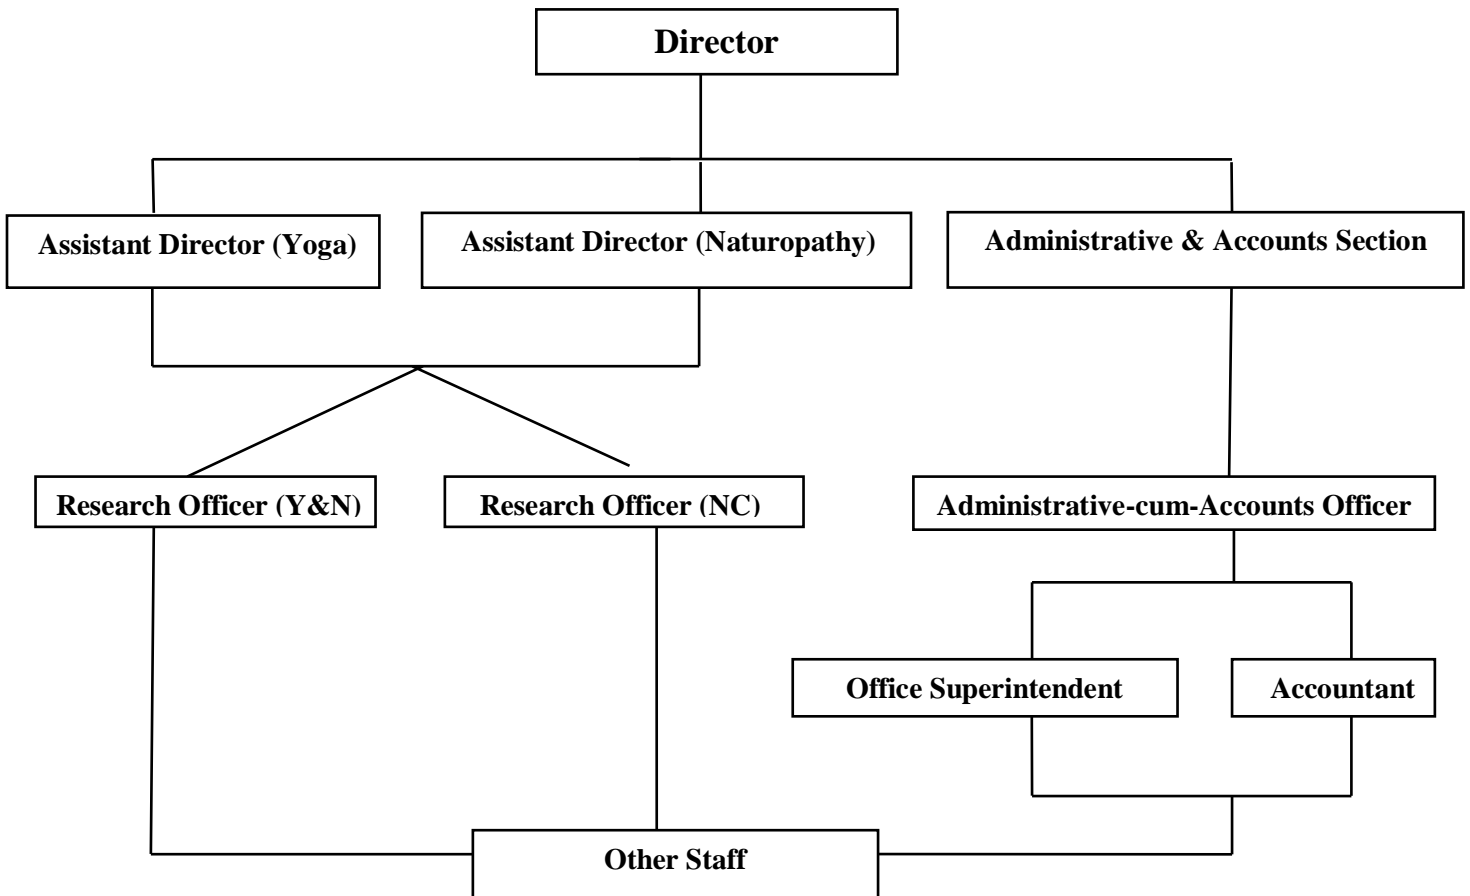 Director
Assistant Director (Yoga)
Assistant Director (Naturopathy)
Administrative & Accounts Section
Research Officer (Y&N)
Research Officer (NC)
Administrative-cum-Accounts Officer
Office Superintendent
Accountant
Other Staff